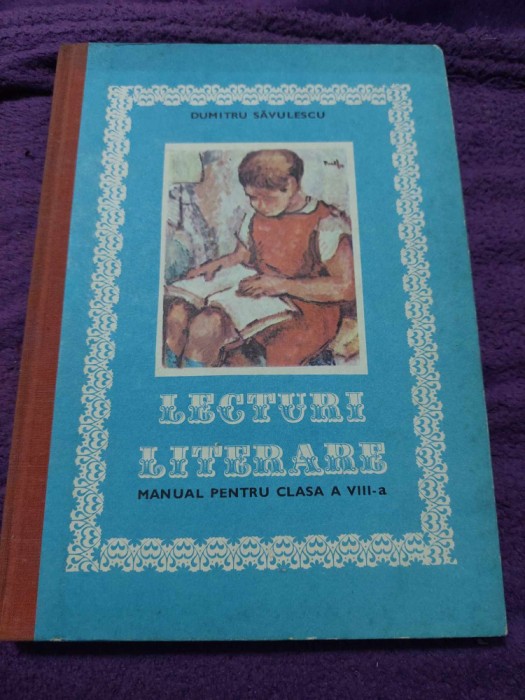 DUMITRU SĂVULESCU
LECTURI
LITERARE
MANUAL PENTRU CLASA A VIII-a